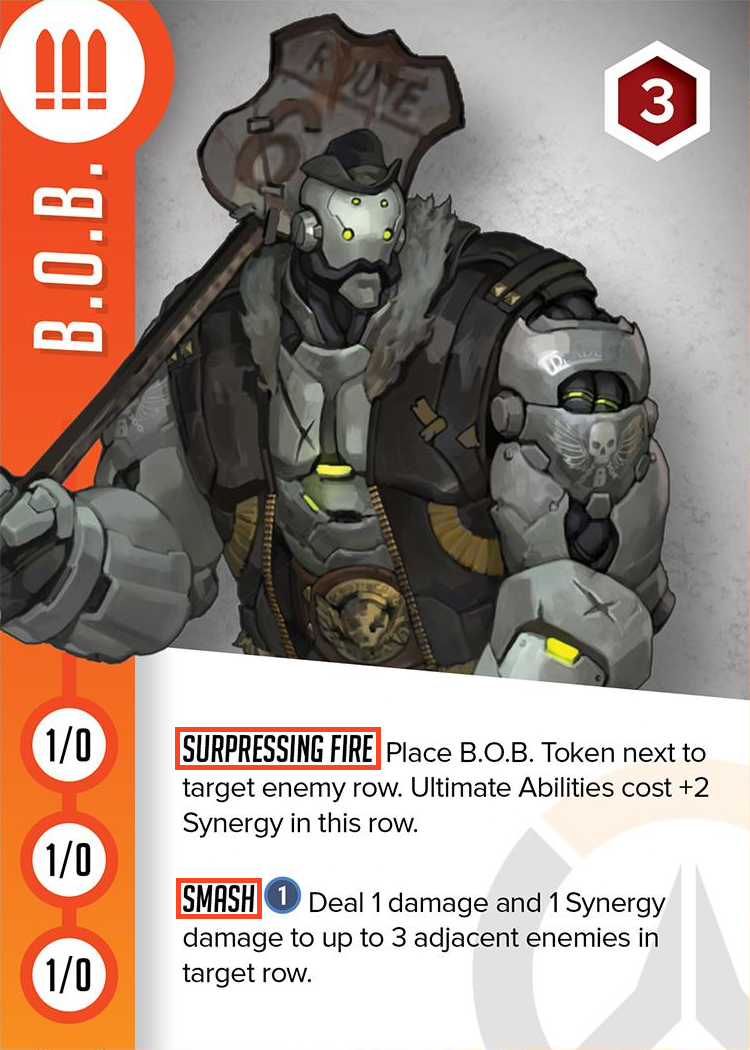 B.O.B.
3
ROUTE
1/0
1/0
1/0
SURPRESSING FIRE Place B.O.B. Token next to
target enemy row. Ultimate Abilities cost +2
Synergy in this row.
SMASH 1 Deal 1 damage and 1 Synergy
damage to up to 3 adjacent enemies in
target row.